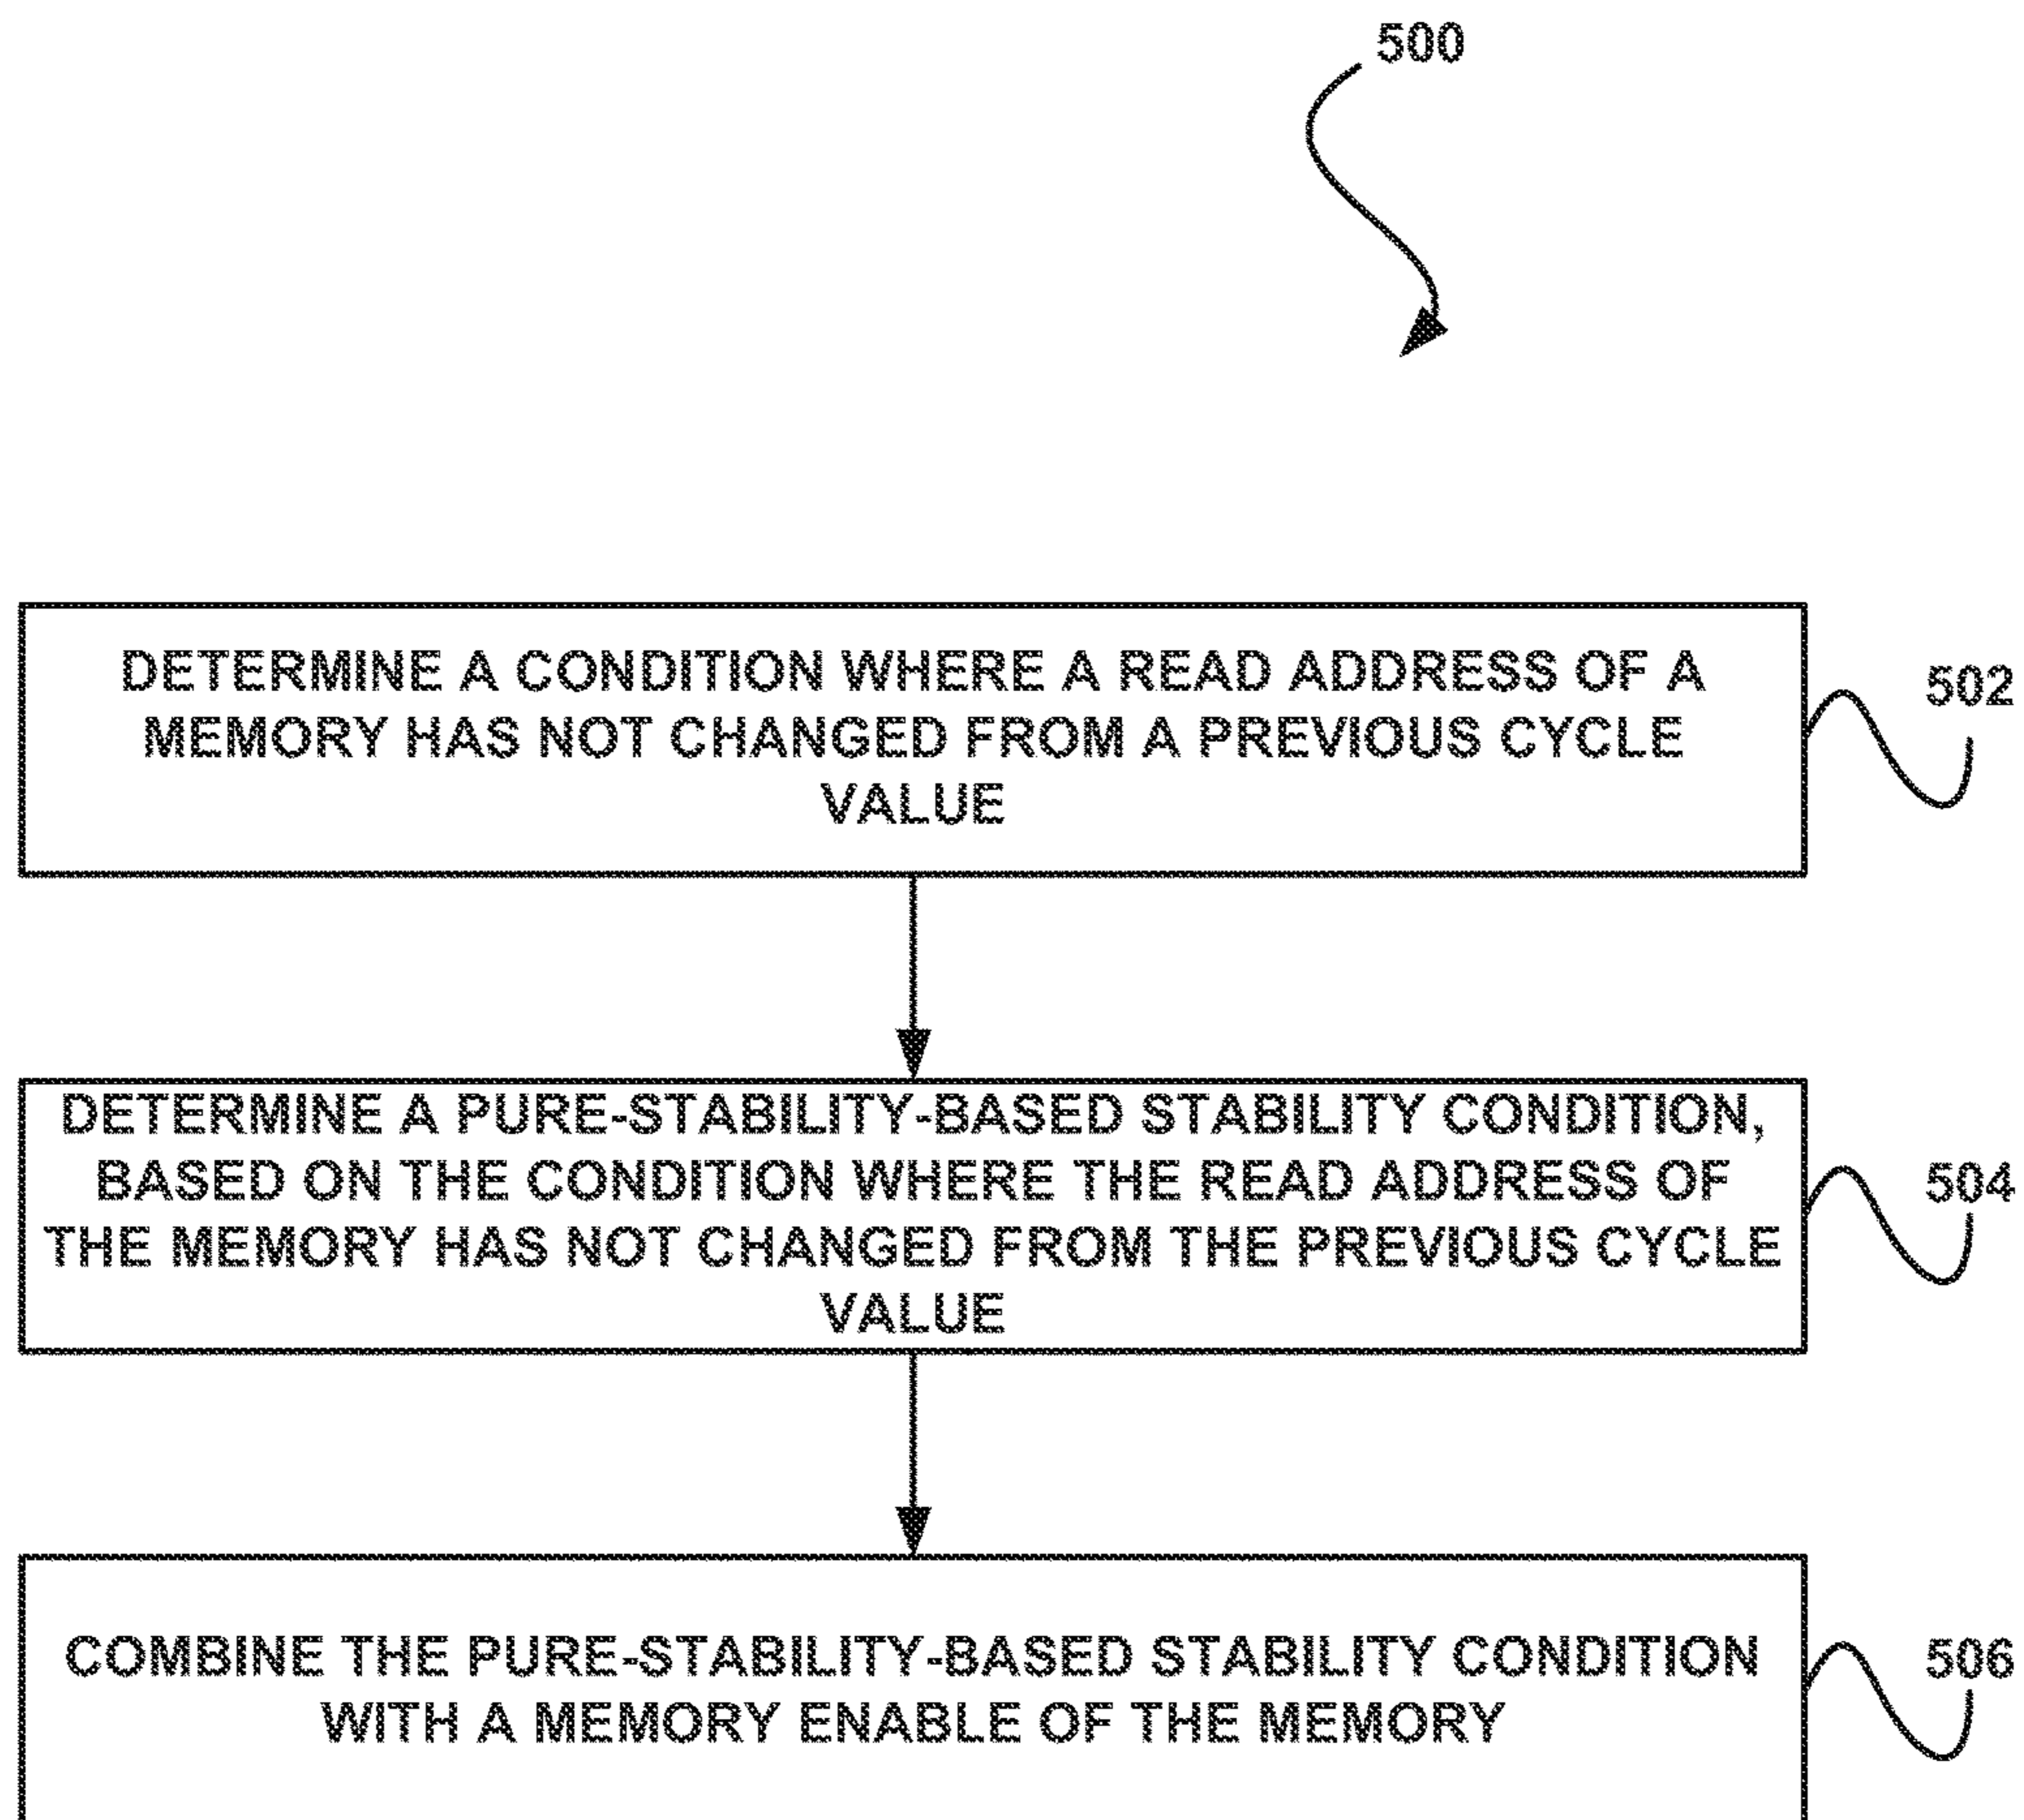 500
DETERMINE A CONDITION WHERE A READ ADDRESS OF A
MEMORY HAS NOT CHANGED FROM A PREVIOUS CYCLE
VALUE
502
DETERMINE A PURE-STABILITY-BASED STABILITY CONDITION,
BASED ON THE CONDITION WHERE THE READ ADDRESS OF
THE MEMORY HAS NOT CHANGED FROM THE PREVIOUS CYCLE
VALUE
504
COMBINE THE PURE-STABILITY-BASED STABILITY CONDITION
WITH A MEMORY ENABLE OF THE MEMORY
506